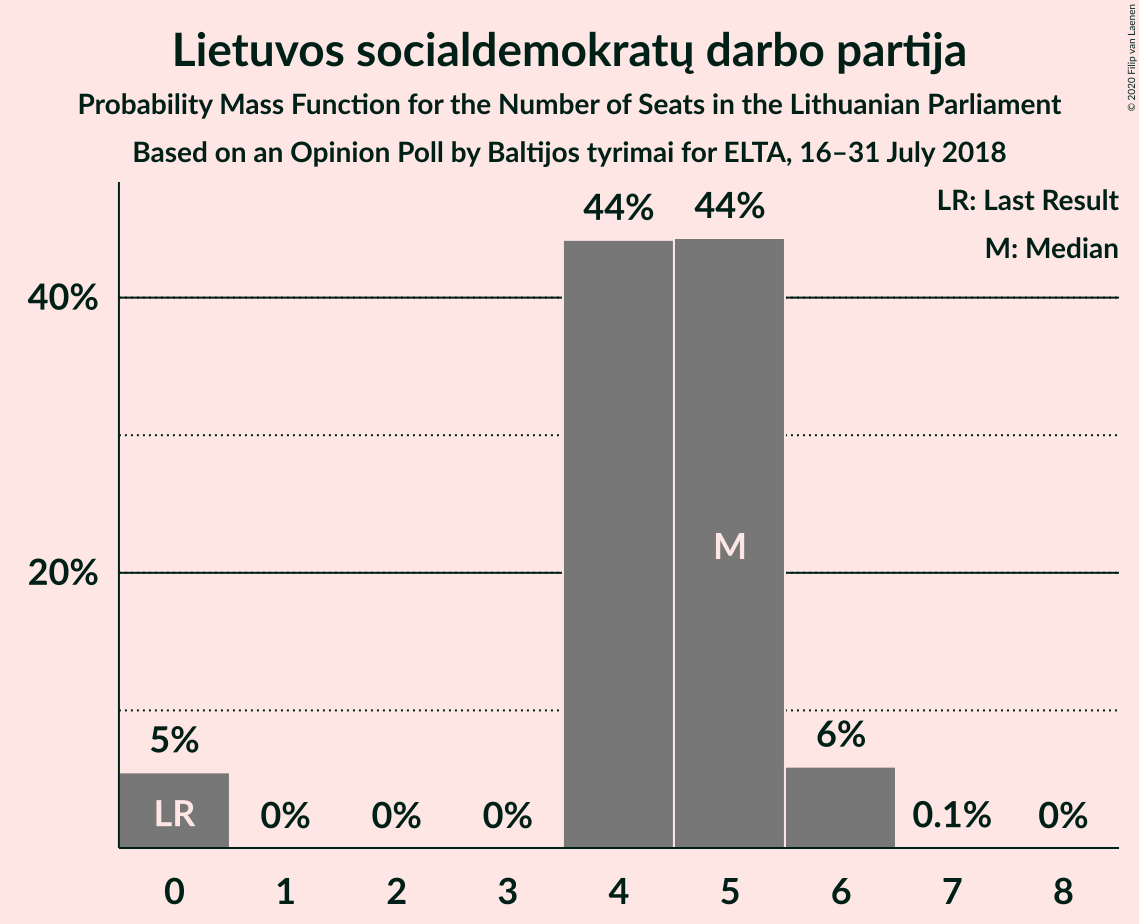 Lietuvos socialdemokratų darbo partija
Probability Mass Function for the Number of Seats in the Lithuanian Parliament
Based on an Opinion Poll by Baltijos tyrimai for ELTA, 16–31 July 2018
© 2020 Filip van Laenen
LR: Last Result
M: Median
44% 44%
40%
M
20%
5% 6%
LR 0% 0% 0% 0.1% 0%
0 1 2 3 4 5 6 7 8